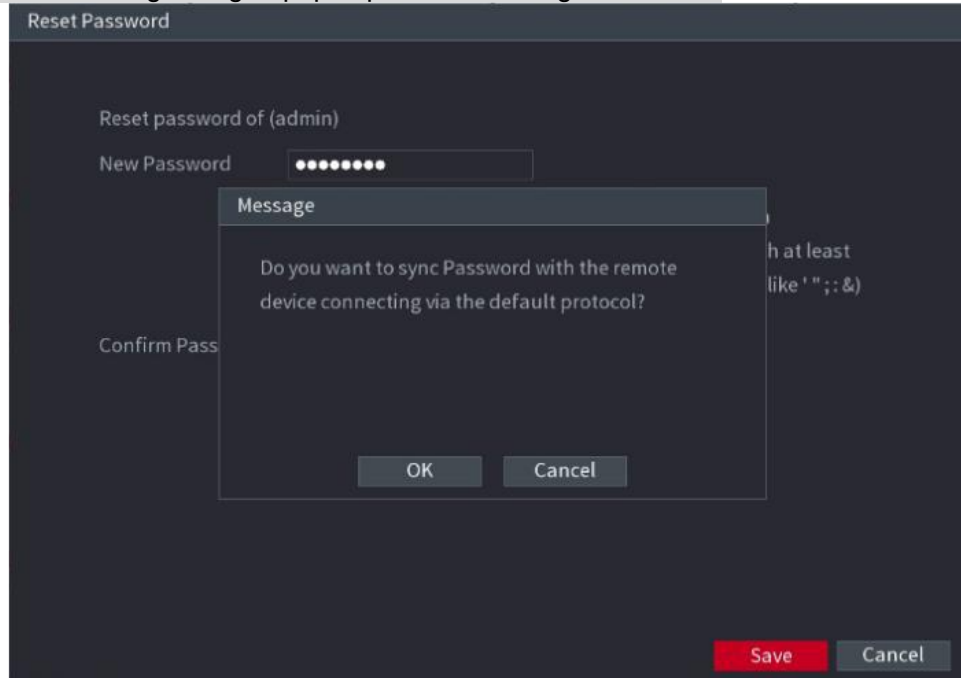 Reset Password
Reset password of (admin)
New Password ●●●●●●●●
Message
h at least
Do you want to sync Password with the remote
like ' " ; : &)
device connecting via the default protocol?
Confirm Pass
OK Cancel
Save Cancel